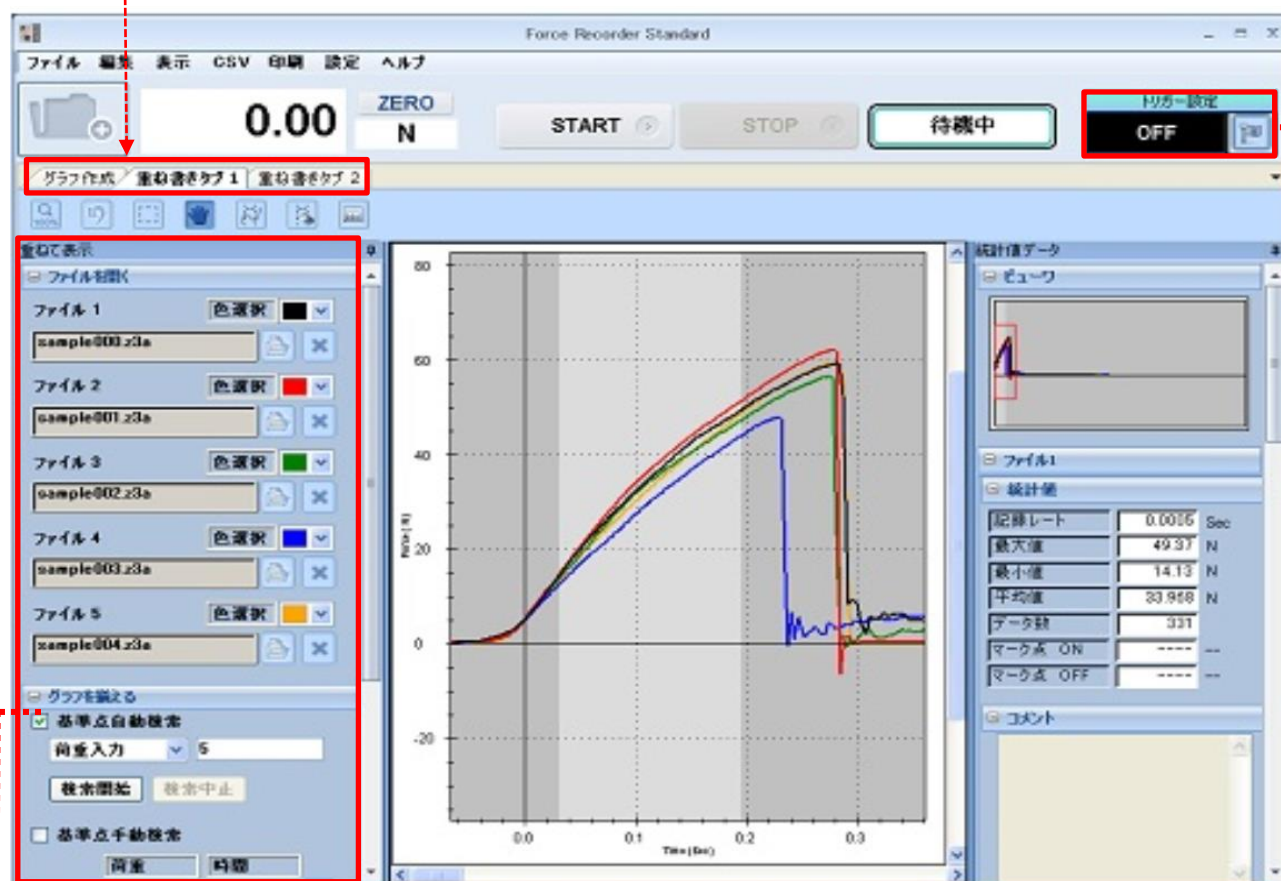 Force Recorder Standard
ファイル 編集 表示 CSV 印刷 設定 ヘルプ
0.00
ZERO
N
START
STOP
待機中
トリガー設定
OFF
グラフ作成 重ね書きタブ 1 重ね書きタブ 2
重ねて表示
ファイルを開く
ファイル 1 色選択
sample000.z3a
ファイル 2 色選択
sample001.z3a
ファイル 3 色選択
sample002.z3a
ファイル 4 色選択
sample003.z3a
ファイル 5 色選択
sample004.z3a
グラフを揃える
基準点自動検索
荷重入力 5
検索開始 検索中止
基準点手動検索
荷重 時間
80
60
40
20
0
-20
Force(N)
0.0 0.1 0.2 0.3
Time(Sec)
統計値データ
ビューワ
ファイル1
統計値
記録レート 0.0005 Sec
最大値 49.37 N
最小値 14.13 N
平均値 33.958 N
データ数 331
マーク点 ON ---- --
マーク点 OFF ---- --
コメント